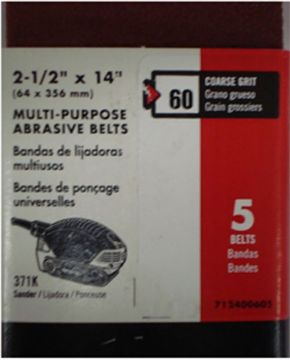 2-1/2" x 14"
(64 x 356 mm)
MULTI-PURPOSE
ABRASIVE BELTS
Bandas de lijadoras
multiusos
Bandes de ponçage
universelles
371K
Sander / Lijadora / Ponceuse
60
COARSE GRIT
Grano grueso
Grain grossiers
5
BELTS
Bandas
Bandes
715400605